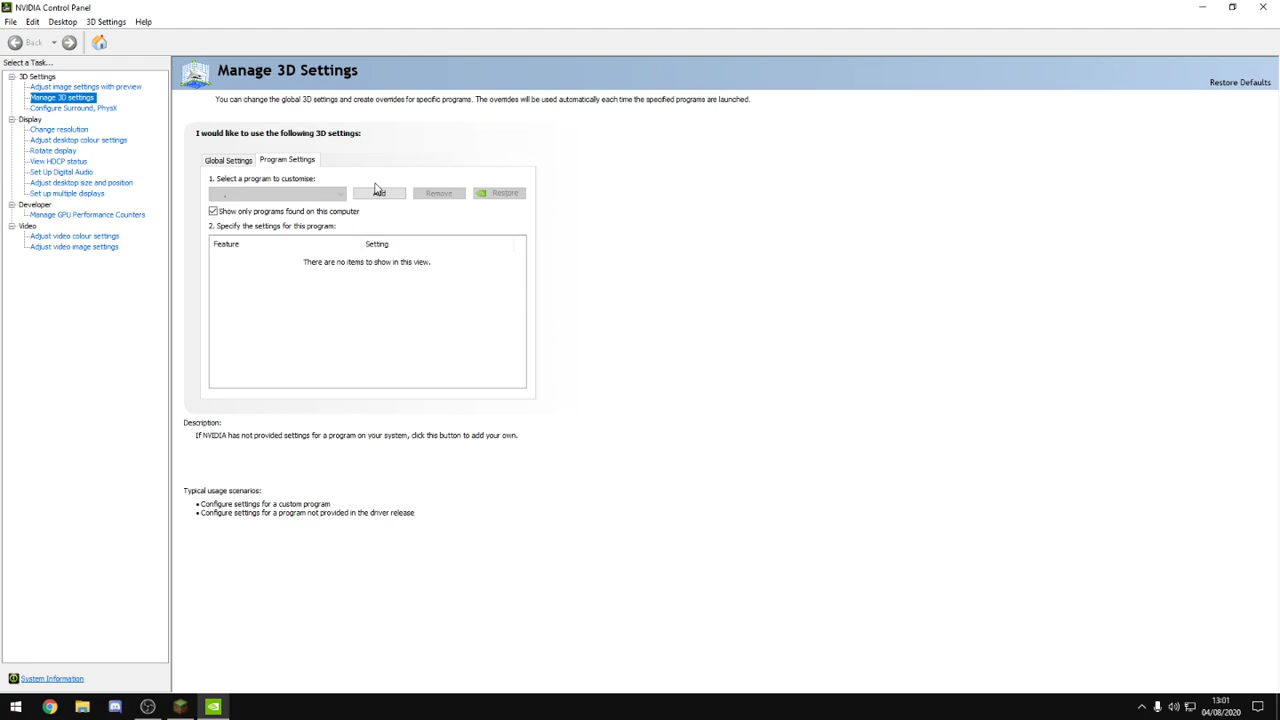 NVIDIA Control Panel
File Edit Desktop 3D Settings Help
Back
Select a Task...
3D Settings
Adjust image settings with preview
Manage 3D settings
Configure Surround, PhysX
Display
Change resolution
Adjust desktop colour settings
Rotate display
View HDCP status
Set Up Digital Audio
Adjust desktop size and position
Set up multiple displays
Developer
Manage GPU Performance Counters
Video
Adjust video colour settings
Adjust video image settings
System Information
Manage 3D Settings
Restore Defaults
You can change the global 3D settings and create overrides for specific programs. The overrides will be used automatically each time the specified programs are launched.
I would like to use the following 3D settings:
Global Settings Program Settings
1. Select a program to customise:
Add Remove Restore
Show only programs found on this computer
2. Specify the settings for this program:
Feature Setting
There are no items to show in this view.
Description:
If NVIDIA has not provided settings for a program on your system, click this button to add your own.
Typical usage scenarios:
• Configure settings for a custom program
• Configure settings for a program not provided in the driver release
13:01
04/08/2020